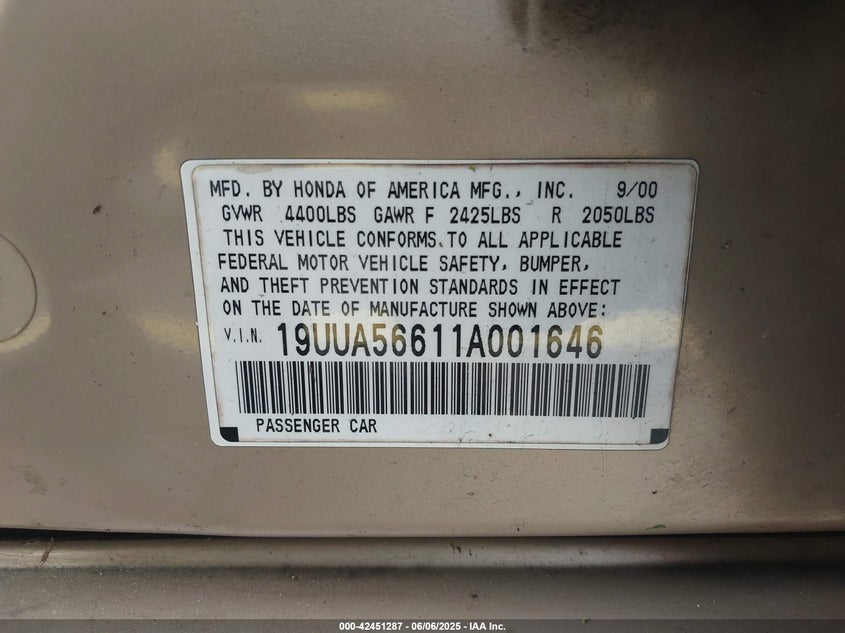 MFD. BY HONDA OF AMERICA MFG., INC. 9/00
GVWR 4400LBS GAWR F 2425LBS R 2050LBS
THIS VEHICLE CONFORMS TO ALL APPLICABLE
FEDERAL MOTOR VEHICLE SAFETY, BUMPER,
AND THEFT PREVENTION STANDARDS IN EFFECT
ON THE DATE OF MANUFACTURE SHOWN ABOVE:
V.I.N. 19UUA56611A001646
PASSENGER CAR
000-42451287 - 06/06/2025 - IAA Inc.